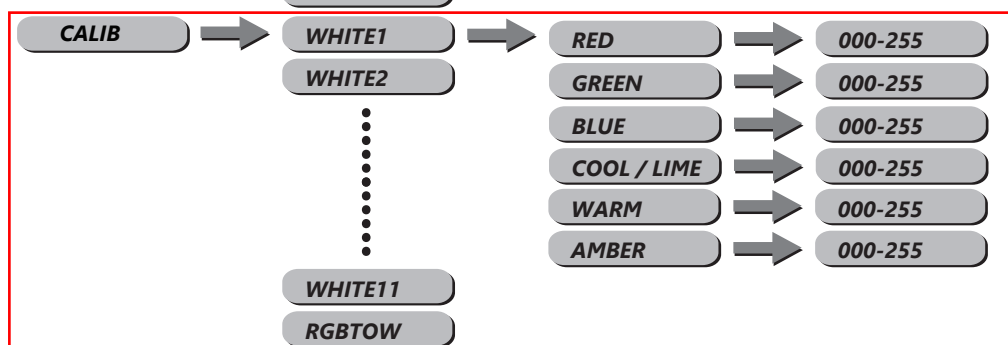 CALIB WHITE1 RED 000-255
WHITE2 GREEN 000-255
BLUE 000-255
COOL / LIME 000-255
WARM 000-255
AMBER 000-255
WHITE11
RGBTOW